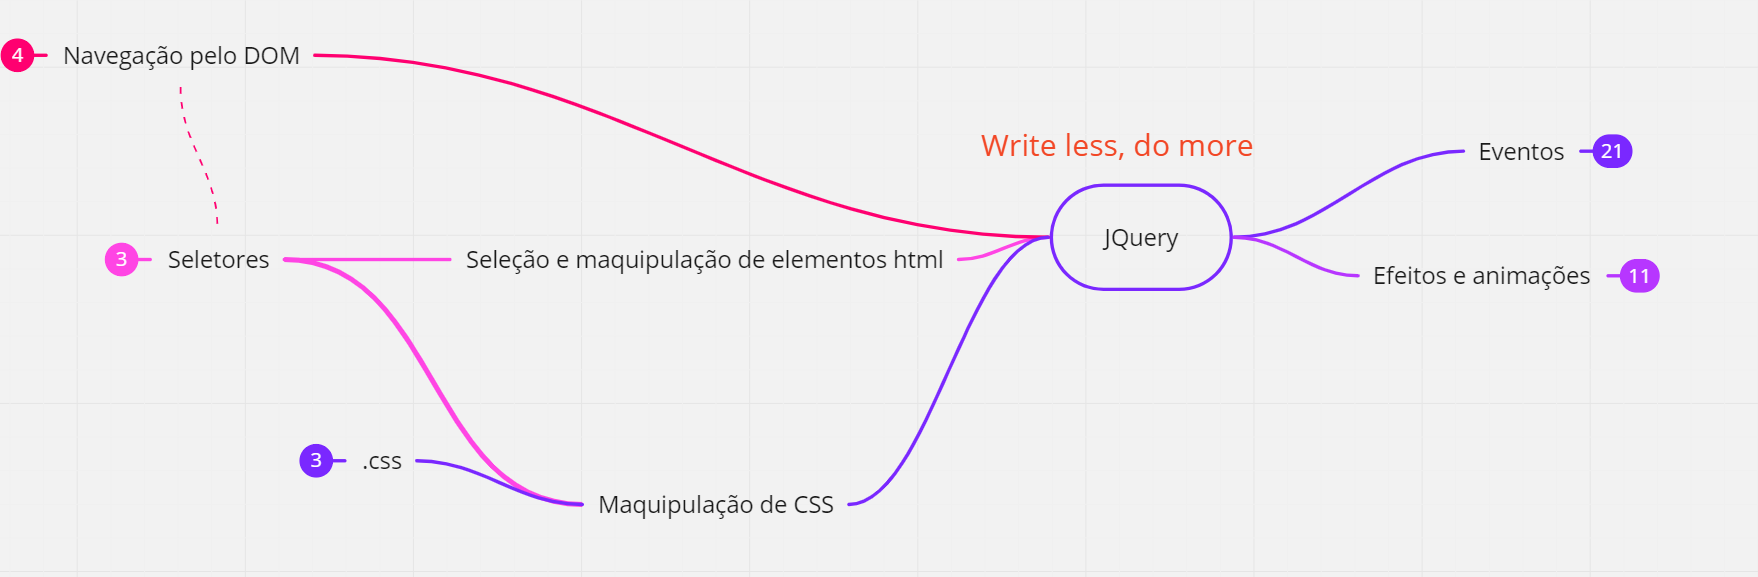 4 Navegação pelo DOM
Write less, do more
Eventos 21
JQuery
3 Seletores
Seleção e maquipulação de elementos html
Efeitos e animações 11
3 .css
Maquipulação de CSS